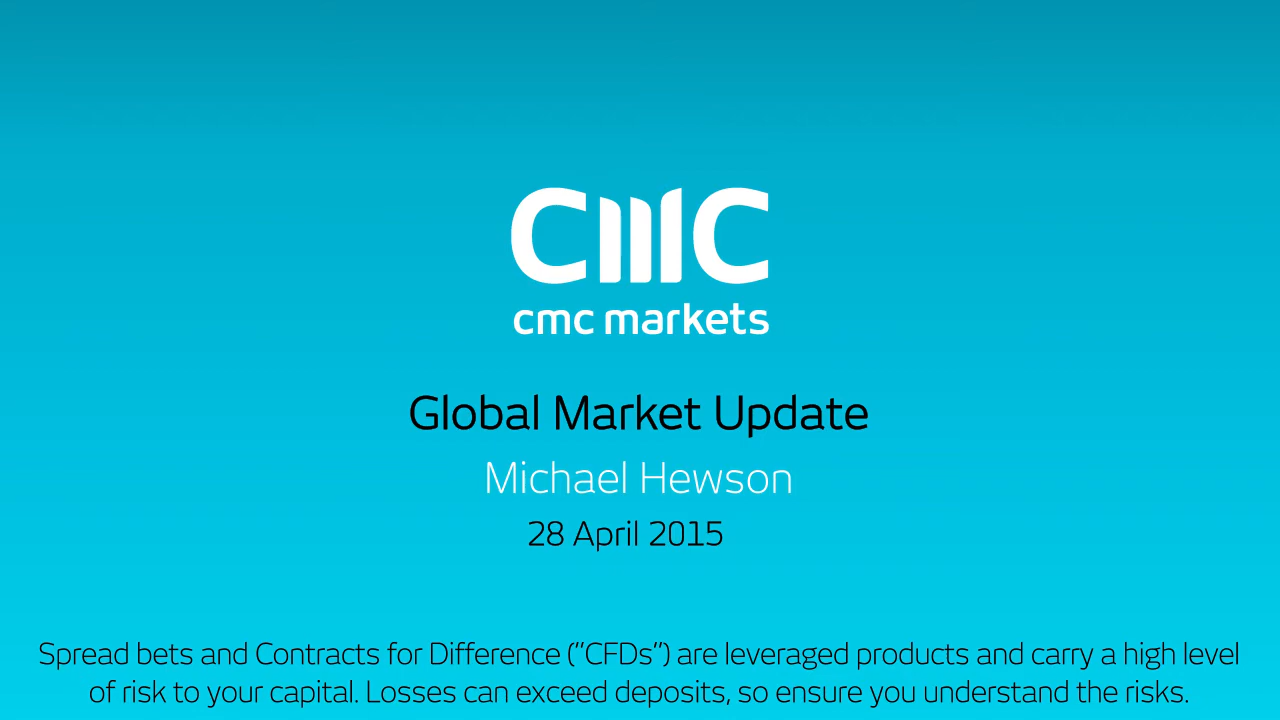 CMC
cmc markets
Global Market Update
Michael Hewson
28 April 2015
Spread bets and Contracts for Difference (“CFDs”) are leveraged products and carry a high level
of risk to your capital. Losses can exceed deposits, so ensure you understand the risks.